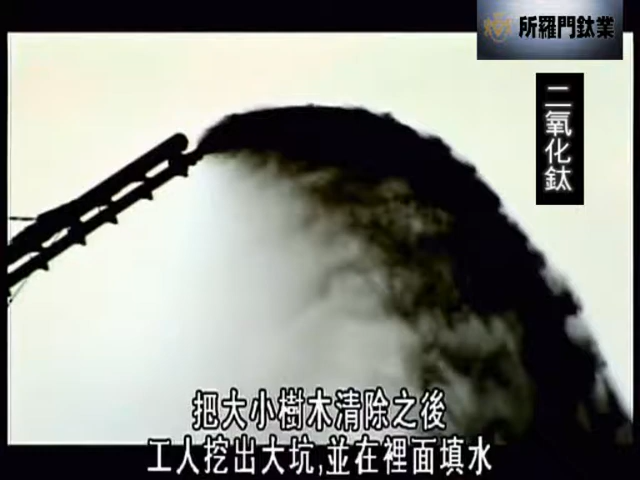 所羅門鈦業
二氧化鈦
把大小樹木清除之後
工人挖出大坑,並在裡面填水